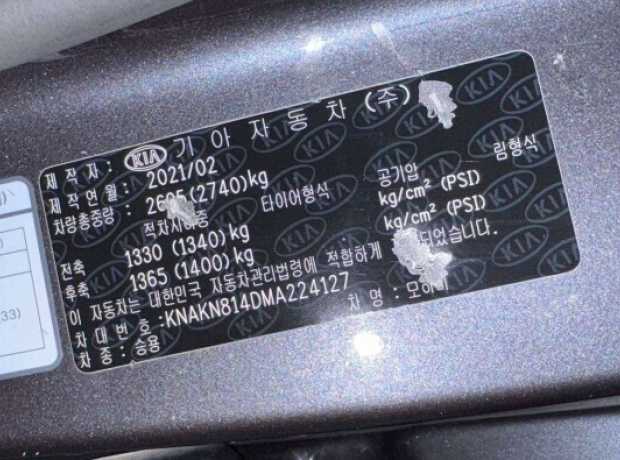 제작자: KIA 기아자동차(주)
제작연월: 2021/02
차량총중량: 2605(2740)kg
적차시하중 타이어형식 공기압 림형식
전축 1330 (1340)kg kg/cm² (PSI)
후축 1365 (1400)kg kg/cm² (PSI)
이 자동차는 대한민국 자동차관리법령에 적합하게 되었습니다.
차대번호:KNAKN814DMA224127
차종: 승용 차명:
33)